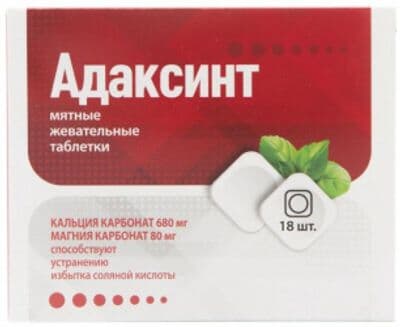 Адаксинт
мятные
жевательные
таблетки
КАЛЬЦИЯ КАРБОНАТ 680 мг
МАГНИЯ КАРБОНАТ 80 мг
способствуют
устранению
избытка соляной кислоты
18 шт.